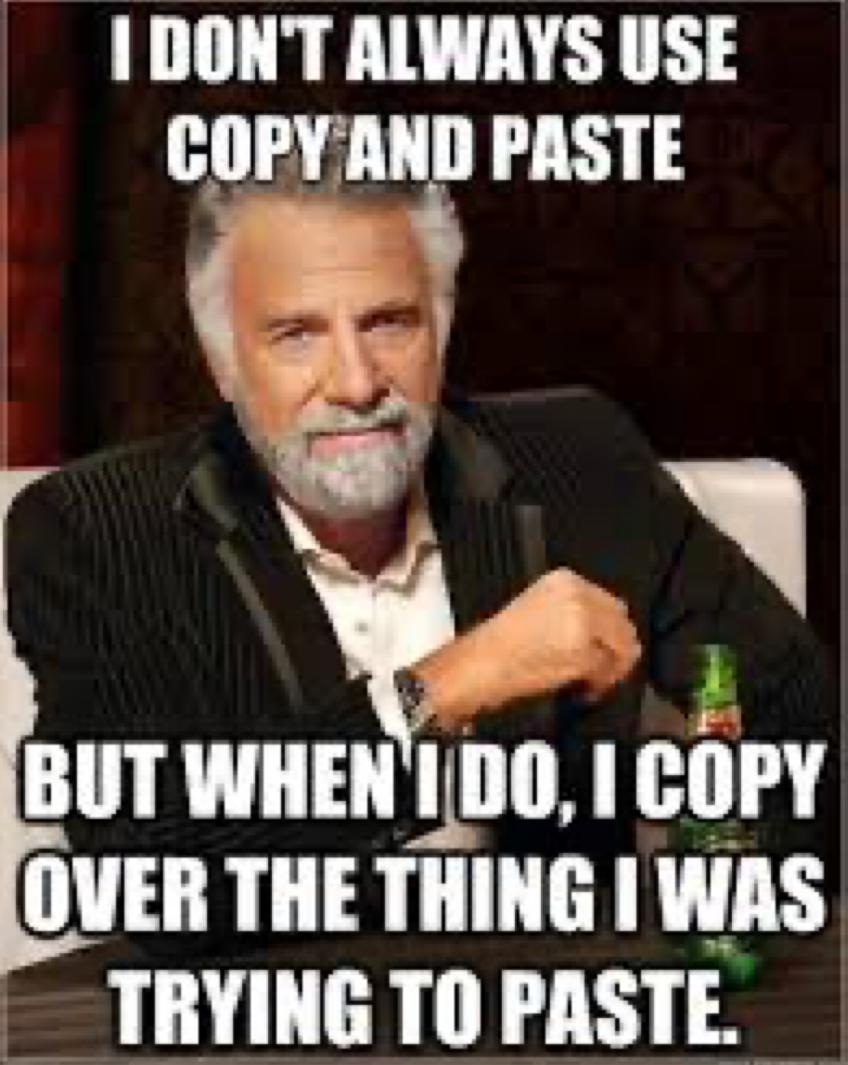 I DON'T ALWAYS USE
COPY AND PASTE
BUT WHEN I DO, I COPY
OVER THE THING I WAS
TRYING TO PASTE.